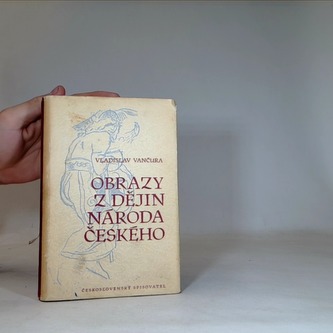 VLADISLAV VANČURA
OBRAZY
Z DĚJIN
NÁRODA
ČESKÉHO
ČESKOSLOVENSKÝ SPISOVATEL